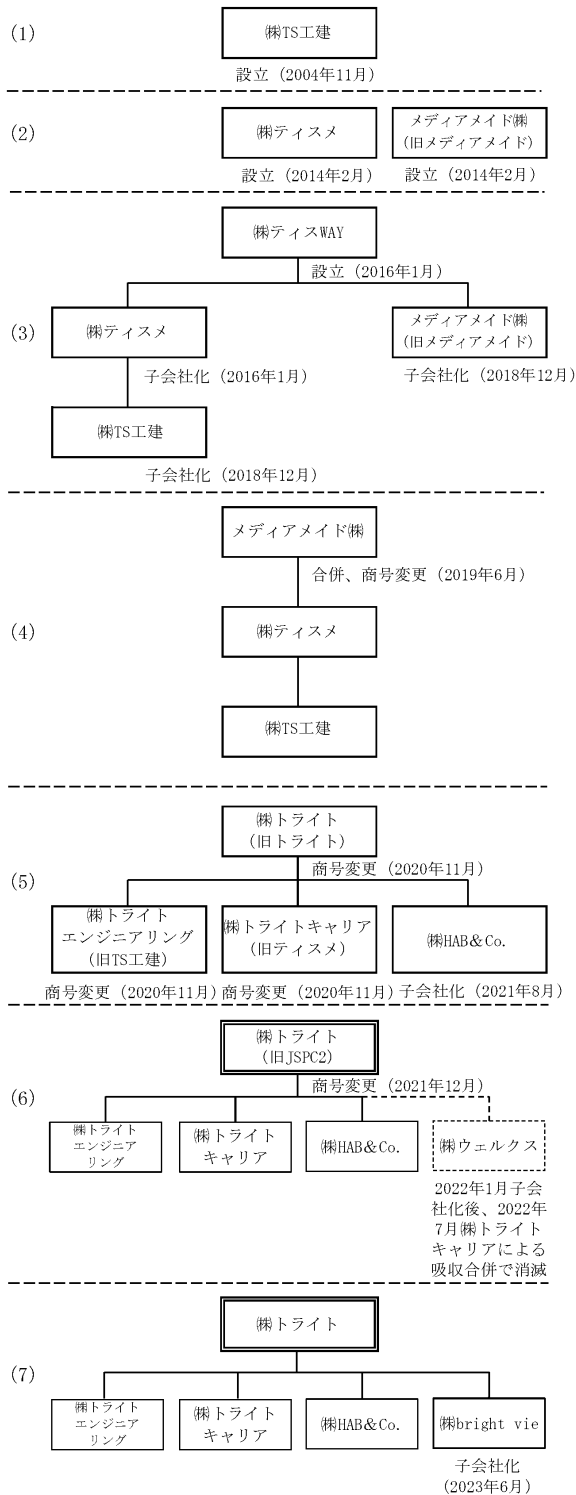 (1)
㈱TS工建
設立（2004年11月）
(2)
㈱ティスメ
メディアメイド㈱
（旧メディアメイド）
設立（2014年2月）
設立（2014年2月）
(3)
㈱ティスWAY
設立（2016年1月）
㈱ティスメ
メディアメイド㈱
（旧メディアメイド）
子会社化（2016年1月）
子会社化（2018年12月）
㈱TS工建
子会社化（2018年12月）
(4)
メディアメイド㈱
合併、商号変更（2019年6月）
㈱ティスメ
㈱TS工建
(5)
㈱トライト
（旧トライト）
商号変更（2020年11月）
㈱トライト
エンジニアリング
（旧TS工建）
㈱トライトキャリア
（旧ティスメ）
㈱HAB＆Co.
商号変更（2020年11月）
商号変更（2020年11月）
子会社化（2021年8月）
(6)
㈱トライト
（旧JSPC2）
商号変更（2021年12月）
㈱トライト
エンジニア
リング
㈱トライト
キャリア
㈱HAB＆Co.
㈱ウェルクス
2022年1月子会
社化後、2022年
7月㈱トライト
キャリアによる
吸収合併で消滅
(7)
㈱トライト
㈱トライト
エンジニア
リング
㈱トライト
キャリア
㈱HAB＆Co.
㈱bright vie
子会社化
（2023年6月）